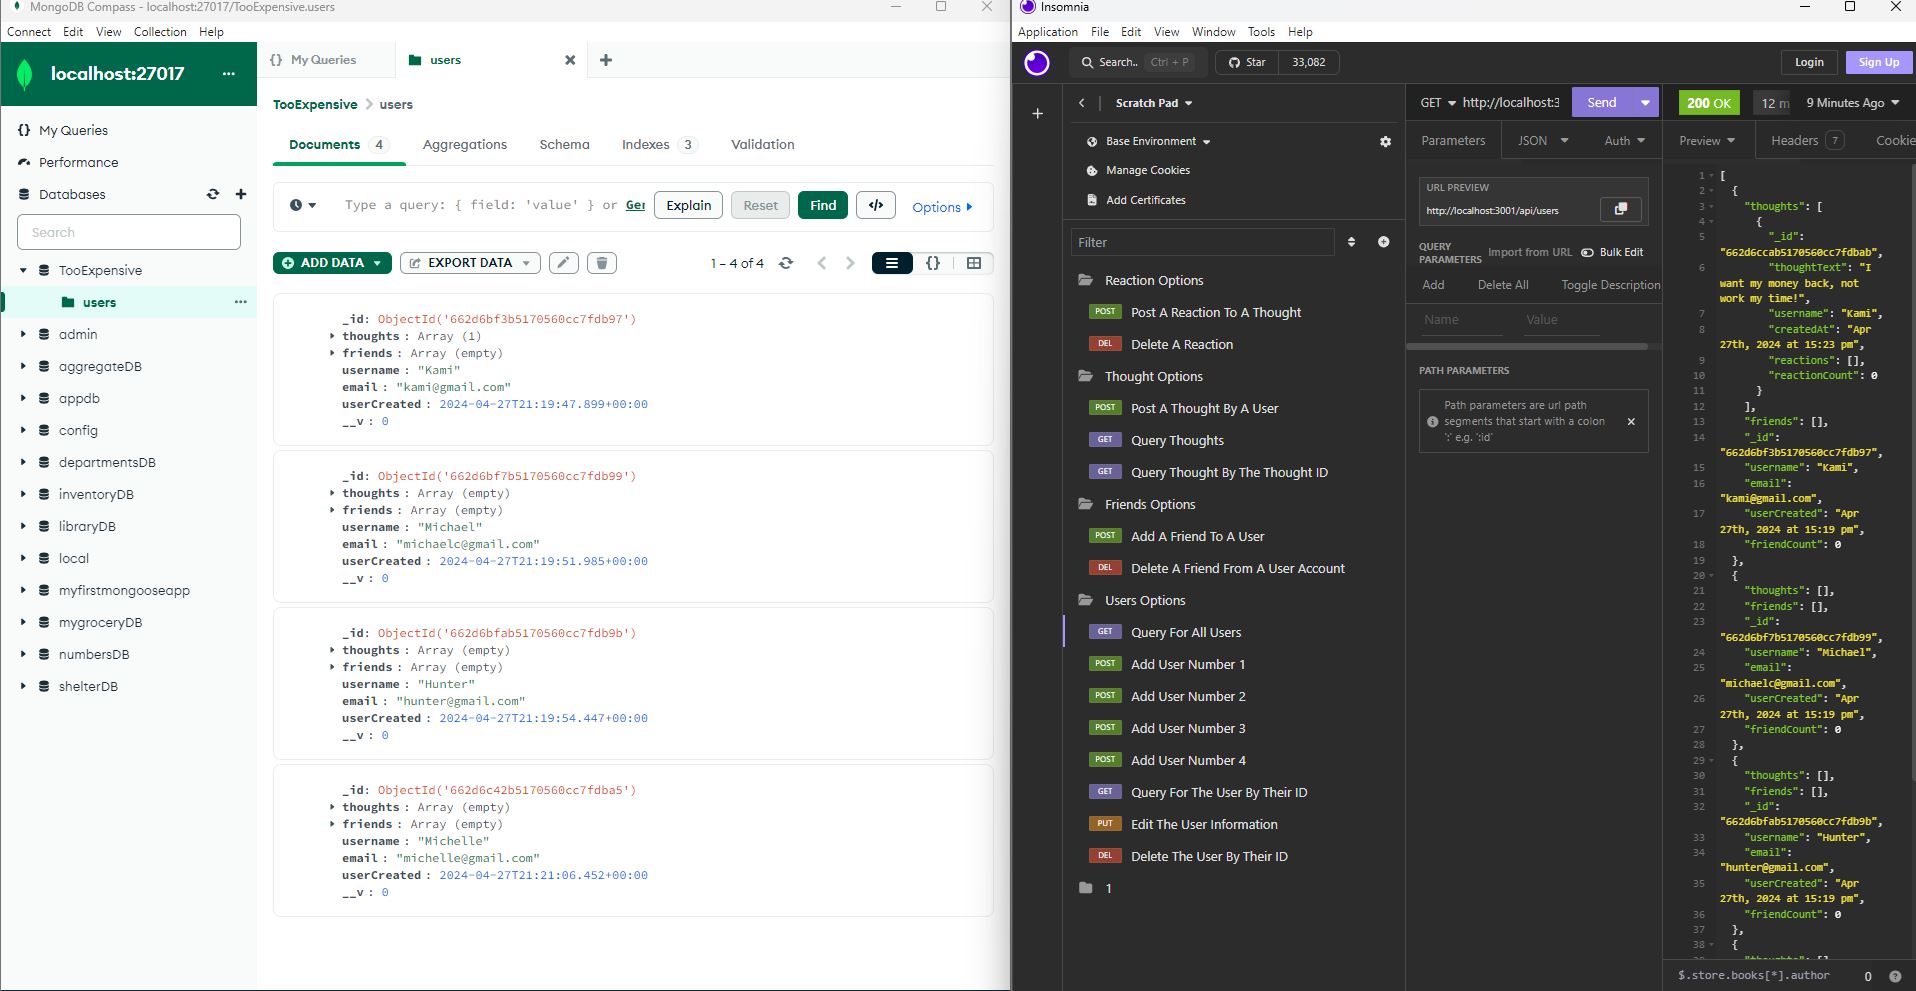 MongoDB Compass - localhost:27017/TooExpensive.users
Connect Edit View Collection Help
localhost:27017 ...
{} My Queries
Performance
Databases
Search
TooExpensive
users ...
admin
aggregateDB
appdb
config
departmentsDB
inventoryDB
libraryDB
local
myfirstmongooseapp
mygroceryDB
numbersDB
shelterDB
{} My Queries
users
TooExpensive > users
Documents 4 Aggregations Schema Indexes 3 Validation
Type a query: { field: 'value' } or Ger Explain Reset Find </> Options
ADD DATA EXPORT DATA 1 – 4 of 4 {}
_id: ObjectId('662d6bf3b5170560cc7fdb97')
thoughts : Array (1)
friends : Array (empty)
username : "Kami"
email : "kami@gmail.com"
userCreated : 2024-04-27T21:19:47.899+00:00
__v : 0
_id: ObjectId('662d6bf7b5170560cc7fdb99')
thoughts : Array (empty)
friends : Array (empty)
username : "Michael"
email : "michaelc@gmail.com"
userCreated : 2024-04-27T21:19:51.985+00:00
__v : 0
_id: ObjectId('662d6bfab5170560cc7fdb9b')
thoughts : Array (empty)
friends : Array (empty)
username : "Hunter"
email : "hunter@gmail.com"
userCreated : 2024-04-27T21:19:54.447+00:00
__v : 0
_id: ObjectId('662d6c42b5170560cc7fdba5')
thoughts : Array (empty)
friends : Array (empty)
username : "Michelle"
email : "michelle@gmail.com"
userCreated : 2024-04-27T21:21:06.452+00:00
__v : 0
Insomnia
Application File Edit View Window Tools Help
Search.. Ctrl + P Star 33,082 Login Sign Up
Scratch Pad
Base Environment
Manage Cookies
Add Certificates
Filter
Reaction Options
POST Post A Reaction To A Thought
DEL Delete A Reaction
Thought Options
POST Post A Thought By A User
GET Query Thoughts
GET Query Thought By The Thought ID
Friends Options
POST Add A Friend To A User
DEL Delete A Friend From A User Account
Users Options
GET Query For All Users
POST Add User Number 1
POST Add User Number 2
POST Add User Number 3
POST Add User Number 4
GET Query For The User By Their ID
PUT Edit The User Information
DEL Delete The User By Their ID
1
GET http://localhost:3 Send
Parameters JSON Auth
URL PREVIEW
http://localhost:3001/api/users
QUERY PARAMETERS Import from URL Bulk Edit
Add Delete All Toggle Description
Name Value
PATH PARAMETERS
Path parameters are url path
segments that start with a colon
':' e.g. ':id'
200 OK 12 m 9 Minutes Ago
Preview Headers 7 Cookie
1 [
2 {
3 "thoughts": [
4 {
5 "_id":
"662d6ccab5170560cc7fdbab",
6 "thoughtText": "I
want my money back, not
work my time!",
7 "username": "Kami",
8 "createdAt": "Apr
27th, 2024 at 15:23 pm",
9 "reactions": [],
10 "reactionCount": 0
11 }
12 ],
13 "friends": [],
14 "_id":
"662d6bf3b5170560cc7fdb97",
15 "username": "Kami",
16 "email":
"kami@gmail.com",
17 "userCreated": "Apr
27th, 2024 at 15:19 pm",
18 "friendCount": 0
19 },
20 {
21 "thoughts": [],
22 "friends": [],
23 "_id":
"662d6bf7b5170560cc7fdb99",
24 "username": "Michael",
25 "email":
"michaelc@gmail.com",
26 "userCreated": "Apr
27th, 2024 at 15:19 pm",
27 "friendCount": 0
28 },
29 {
30 "thoughts": [],
31 "friends": [],
32 "_id":
"662d6bfab5170560cc7fdb9b",
33 "username": "Hunter",
34 "email":
"hunter@gmail.com",
35 "userCreated": "Apr
27th, 2024 at 15:19 pm",
36 "friendCount": 0
37 },
38 {
$.store.books[*].author 0